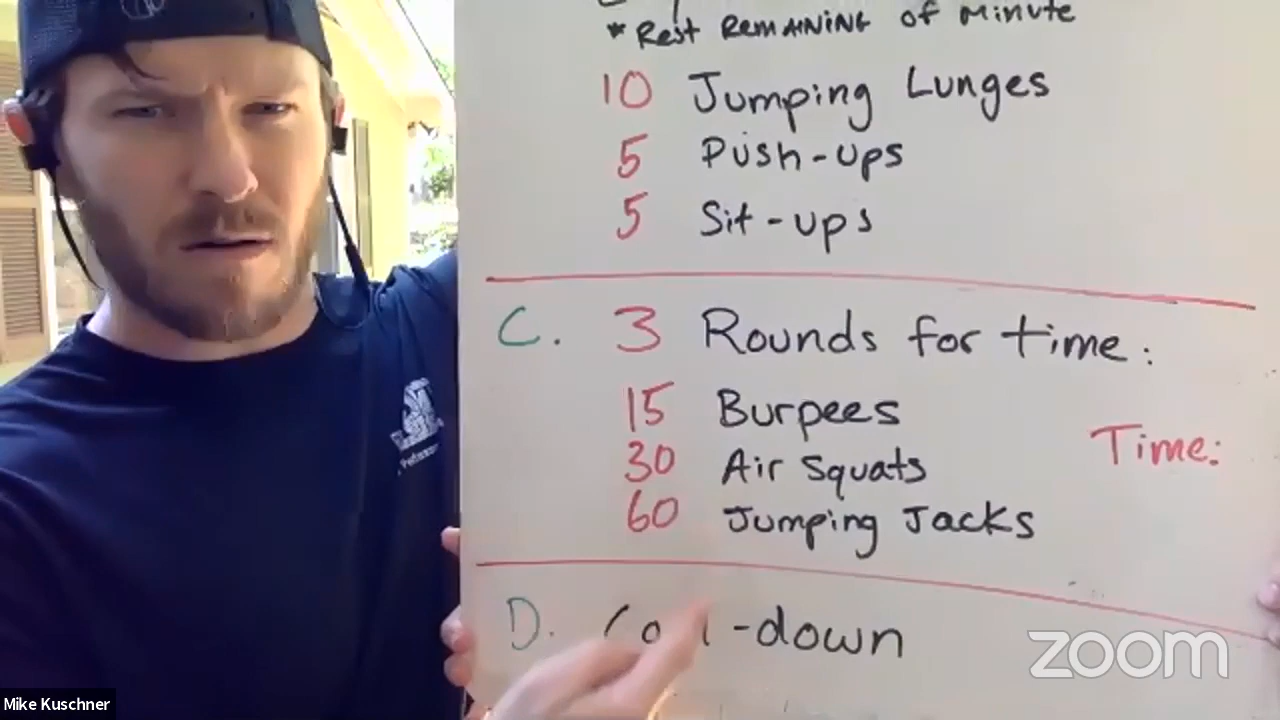 * Rest REMAINING of Minute
10 Jumping Lunges
5 Push-ups
5 Sit-ups
C. 3 Rounds for time:
15 Burpees
30 Air Squats
60 Jumping Jacks
Time:
D. -down
zoom
Mike Kuschner